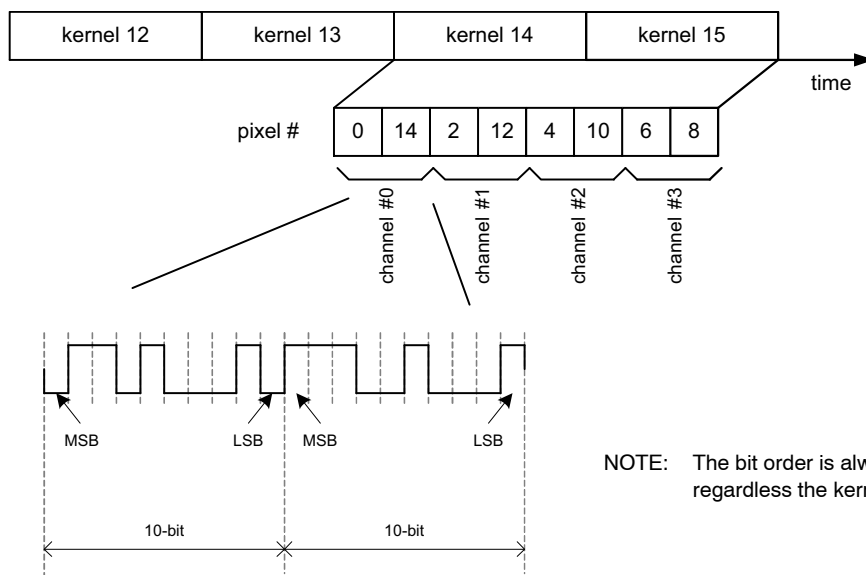 kernel 12 kernel 13 kernel 14 kernel 15
time
pixel # 0 14 2 12 4 10 6 8
channel #0 channel #1 channel #2 channel #3
MSB LSB MSB LSB
NOTE: The bit order is
regardless the
10-bit 10-bit